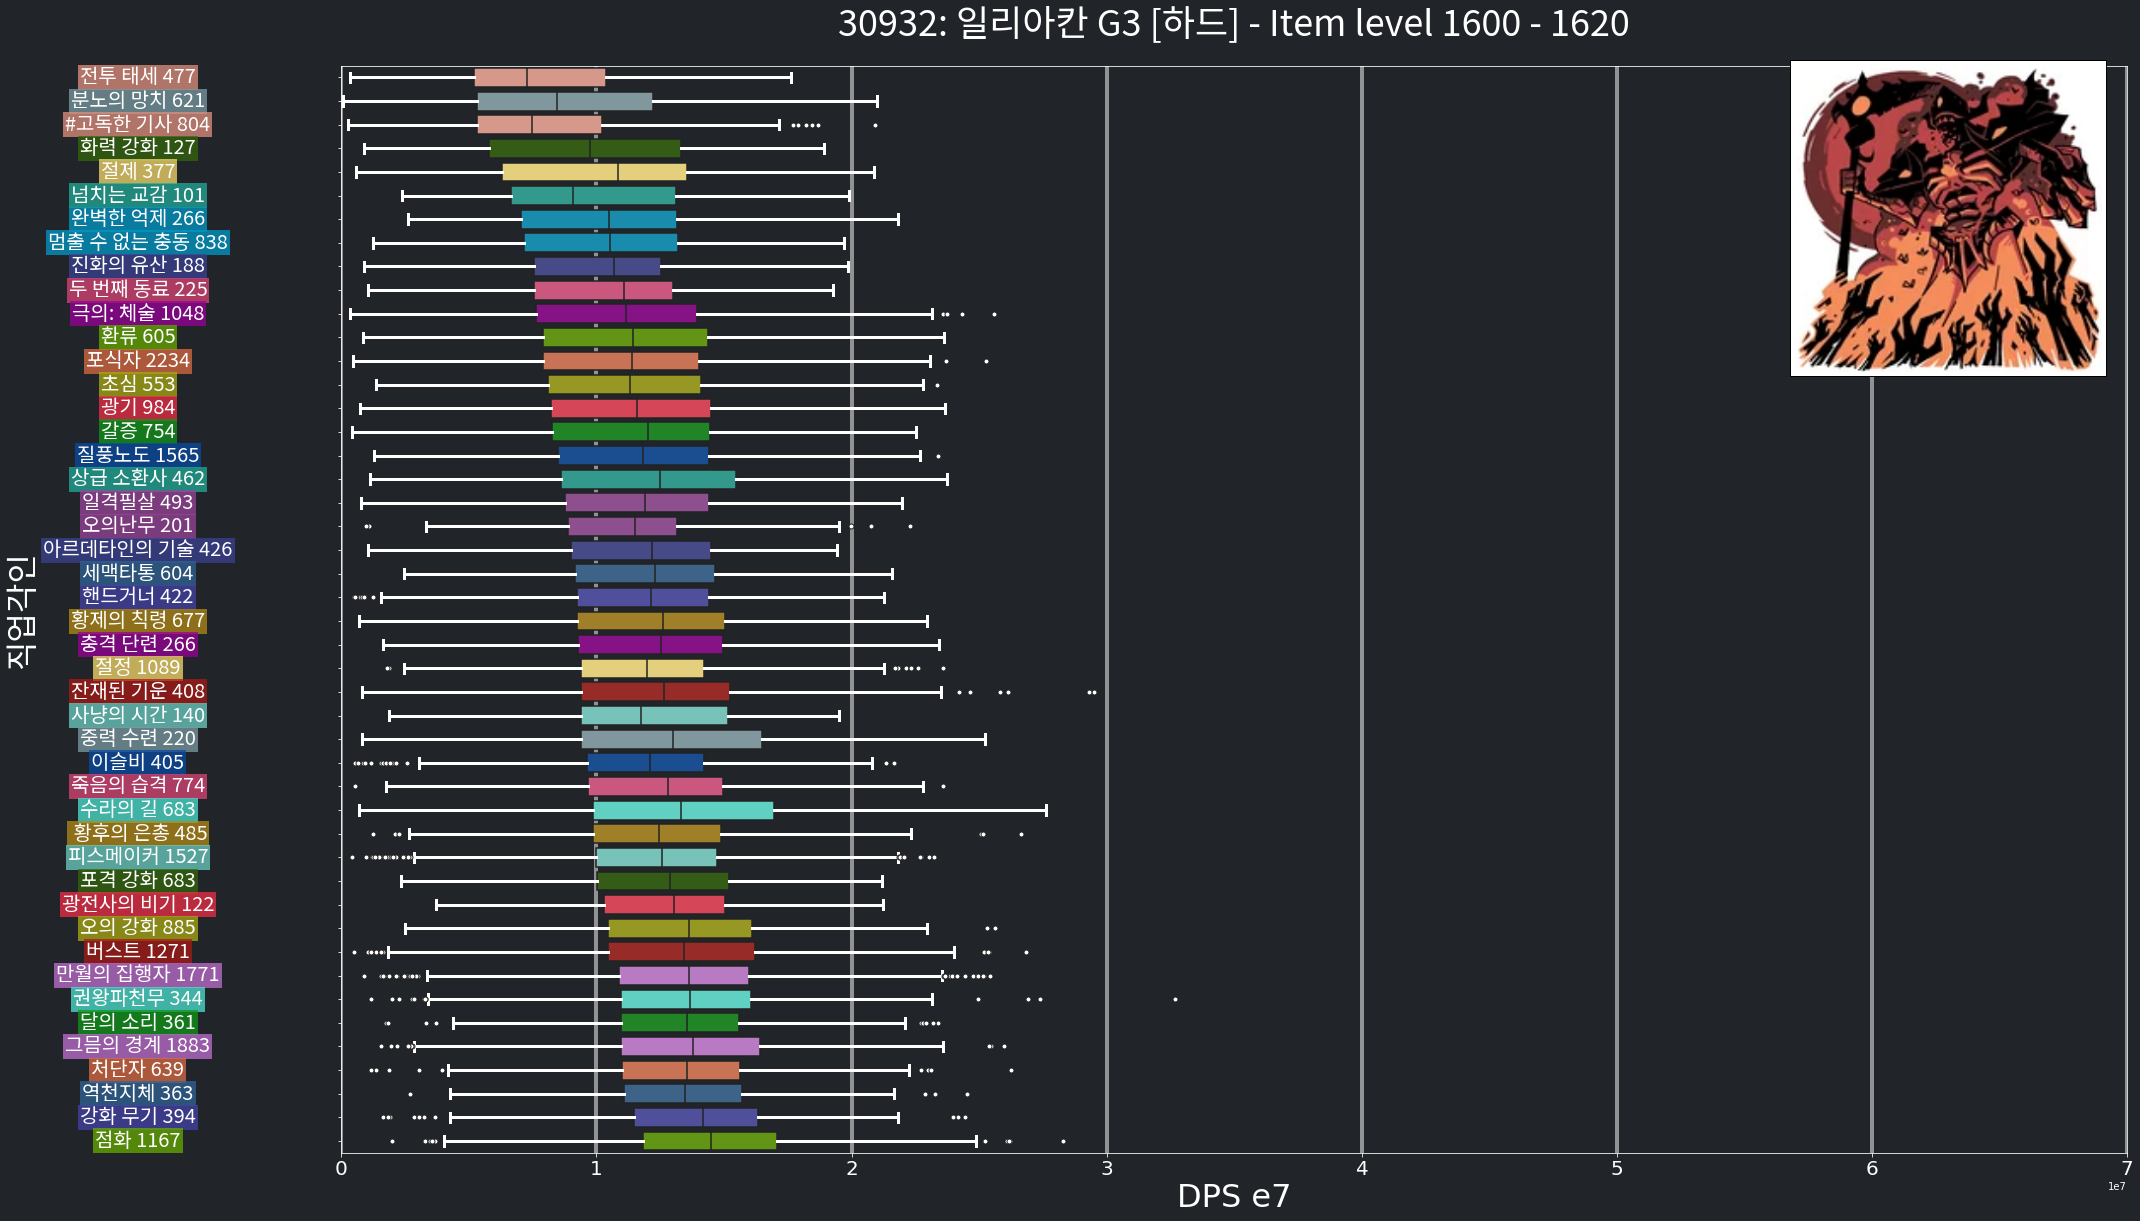 30932: 일리아칸 G3 [하드] - Item level 1600 - 1620
전투 태세 477
분노의 망치 621
#고독한 기사 804
화력 강화 127
절제 377
넘치는 교감 101
완벽한 억제 266
멈출 수 없는 충동 838
진화의 유산 188
두 번째 동료 225
극의: 체술 1048
환류 605
포식자 2234
초심 553
광기 984
갈증 754
질풍노도 1565
상급 소환사 462
일격필살 493
오의난무 201
아르데타인의 기술 426
세맥타통 604
핸드거너 422
황제의 칙령 677
충격 단련 266
절정 1089
잔재된 기운 408
사냥의 시간 140
중력 수련 220
이슬비 405
죽음의 습격 774
수라의 길 683
황후의 은총 485
피스메이커 1527
포격 강화 683
광전사의 비기 122
오의 강화 885
버스트 1271
만월의 집행자 1771
권왕파천무 344
달의 소리 361
그믐의 경계 1883
처단자 639
역천지체 363
강화 무기 394
점화 1167
직업각인
0 1 2 3 4 5 6 7
1e7
DPS e7